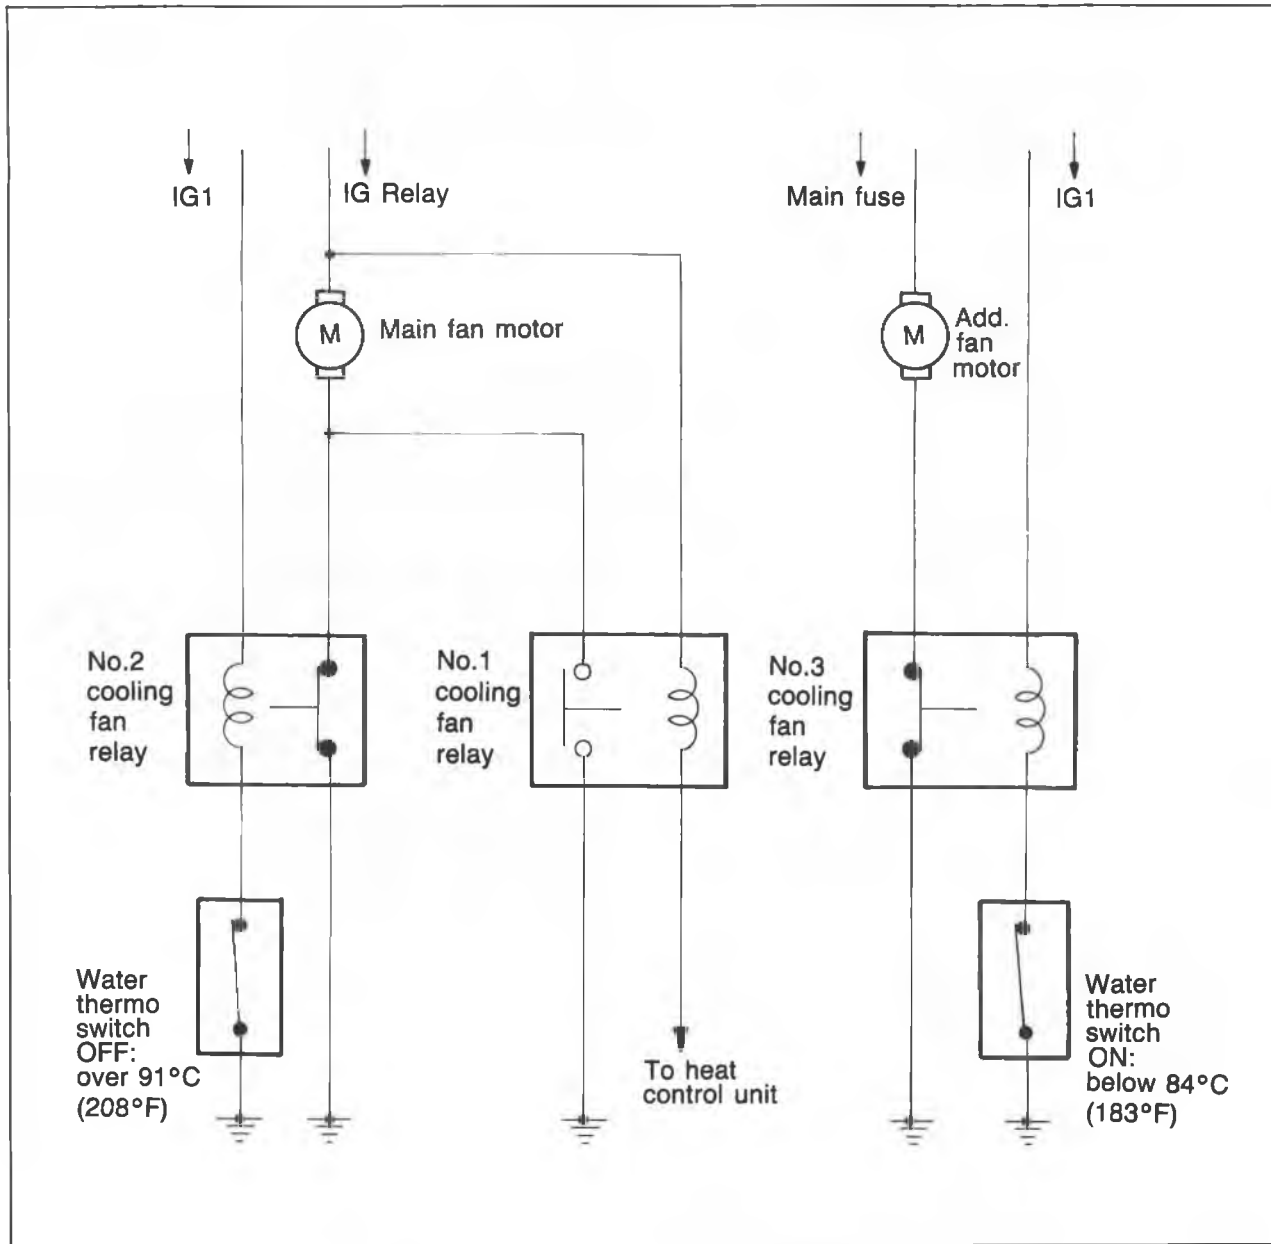 IG1
IG Relay
Main fuse
IG1
M
Main fan motor
M
Add.
fan
motor
No.2
cooling
fan
relay
No.1
cooling
fan
relay
No.3
cooling
fan
relay
Water
thermo
switch
OFF:
over 91°C
(208°F)
To heat
control unit
Water
thermo
switch
ON:
below 84°C
(183°F)